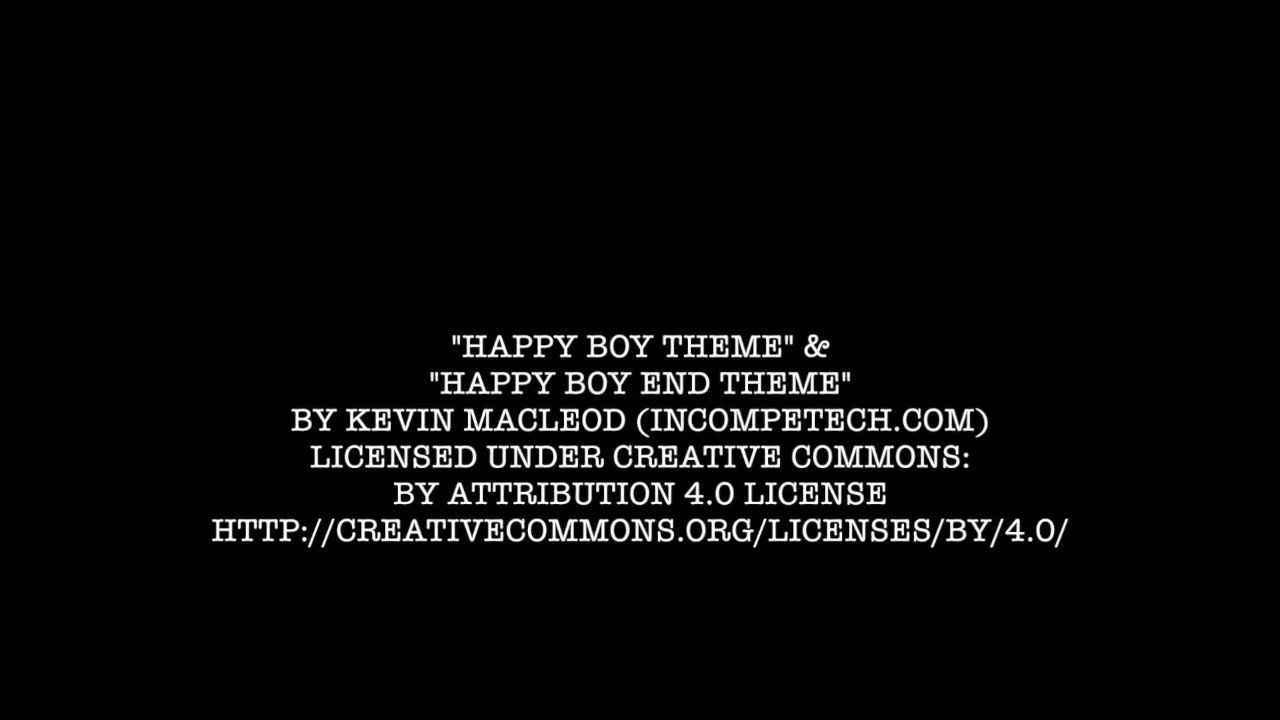 "HAPPY BOY THEME" &
"HAPPY BOY END THEME"
BY KEVIN MACLEOD (INCOMPETECH.COM)
LICENSED UNDER CREATIVE COMMONS:
BY ATTRIBUTION 4.0 LICENSE
HTTP://CREATIVECOMMONS.ORG/LICENSES/BY/4.0/